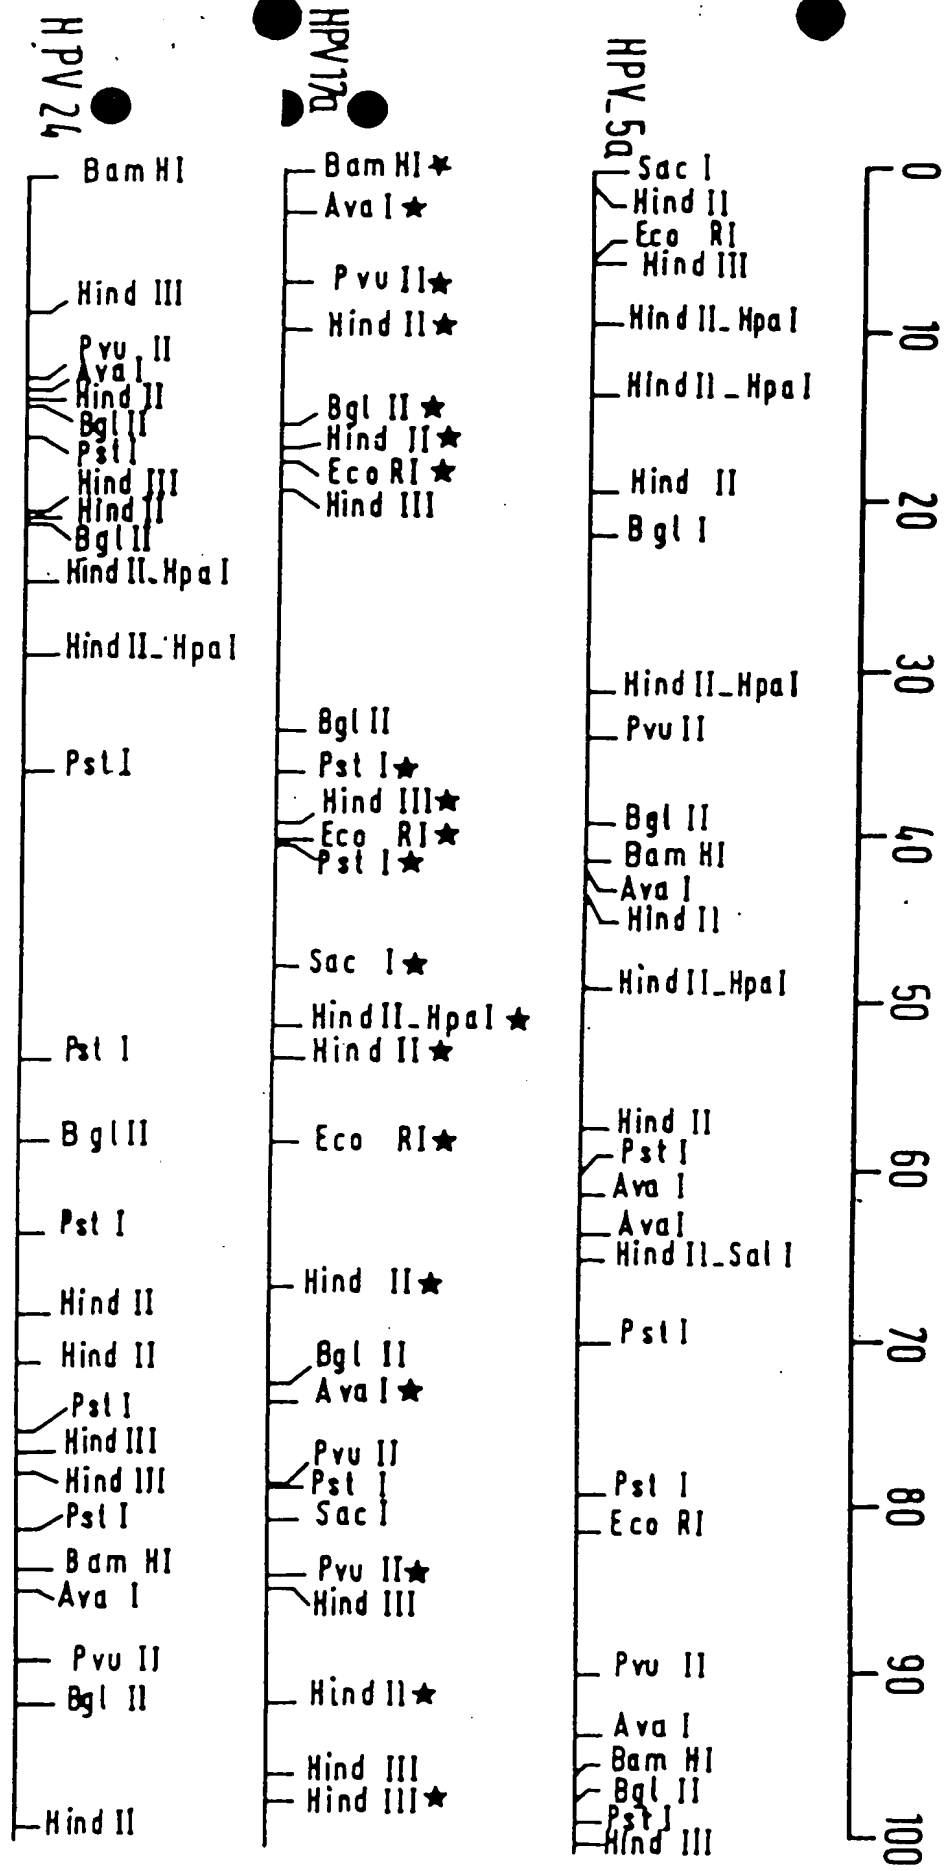 HPV 24
Bam HI
Hind III
Pvu II
Ava I
Hind II
Bgl II
Pst I
Hind III
Hind II
Bgl II
Hind II_Hpa I
Hind II_Hpa I
Pst I
Pst I
Bgl II
Pst I
Hind II
Hind II
Pst I
Hind III
Hind III
Pst I
Bam HI
Ava I
Pvu II
Bgl II
Hind II
HPV 17a
Bam HI ★
Ava I ★
Pvu II ★
Hind II ★
Bgl II ★
Hind II ★
Eco RI ★
Hind III
Bgl II
Pst I ★
Hind III ★
Eco RI ★
Pst I ★
Sac I ★
Hind II_Hpa I ★
Hind II ★
Eco RI ★
Hind II ★
Bgl II
Ava I ★
Pvu II
Pst I
Sac I
Pvu II ★
Hind III
Hind II ★
Hind III
Hind III ★
HPV_5a
Sac I
Hind II
Eco RI
Hind III
Hind II_Hpa I
Hind II_Hpa I
Hind II
Bgl I
Hind II_Hpa I
Pvu II
Bgl II
Bam HI
Ava I
Hind II
Hind II_Hpa I
Hind II
Pst I
Ava I
Ava I
Hind II_Sal I
Pst I
Pst I
Eco RI
Pvu II
Ava I
Bam HI
Bgl II
Pst I
Hind III
0
10
20
30
40
50
60
70
80
90
100